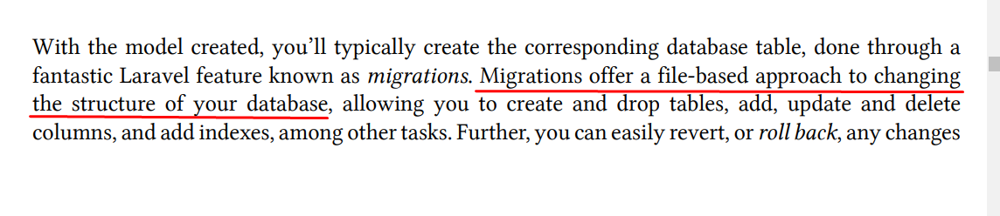 With the model created, you’ll typically create the corresponding database table, done through a
fantastic Laravel feature known as migrations. Migrations offer a file-based approach to changing
the structure of your database, allowing you to create and drop tables, add, update and delete
columns, and add indexes, among other tasks. Further, you can easily revert, or roll back, any changes